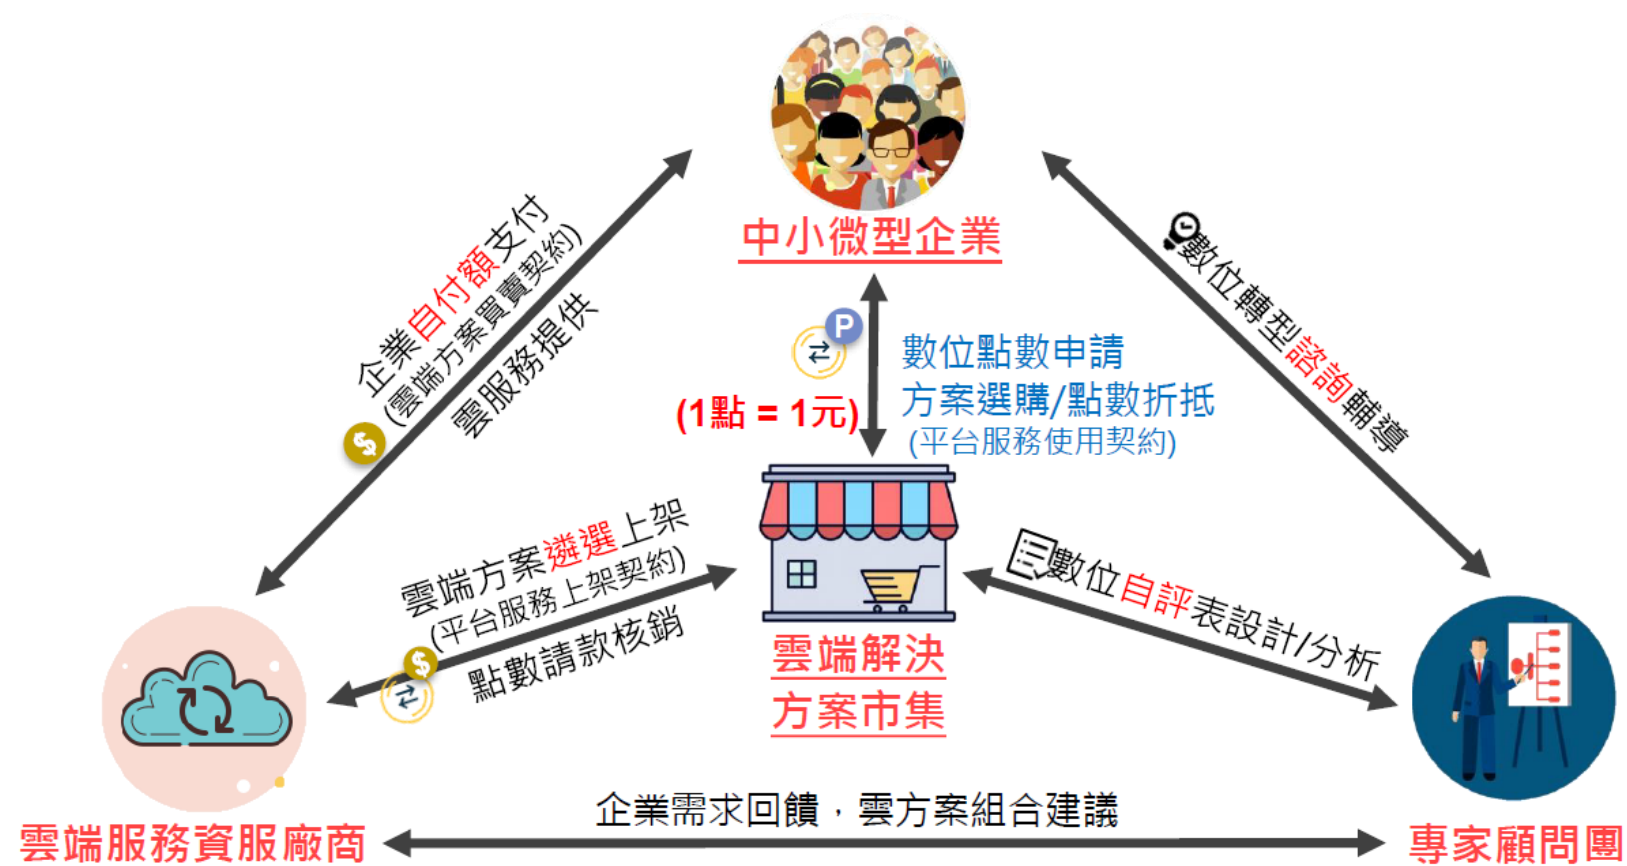 中小微型企業
企業自付額支付
(雲端方案買賣契約)
雲服務提供
$
數位轉型諮詢輔導
P
(1點 = 1元)
數位點數申請
方案選購/點數折抵
(平台服務使用契約)
雲端方案遴選上架
(平台服務上架契約)
點數請款核銷
$
數位自評表設計/分析
雲端解決
方案市集
企業需求回饋，雲方案組合建議
雲端服務資服廠商
專家顧問團